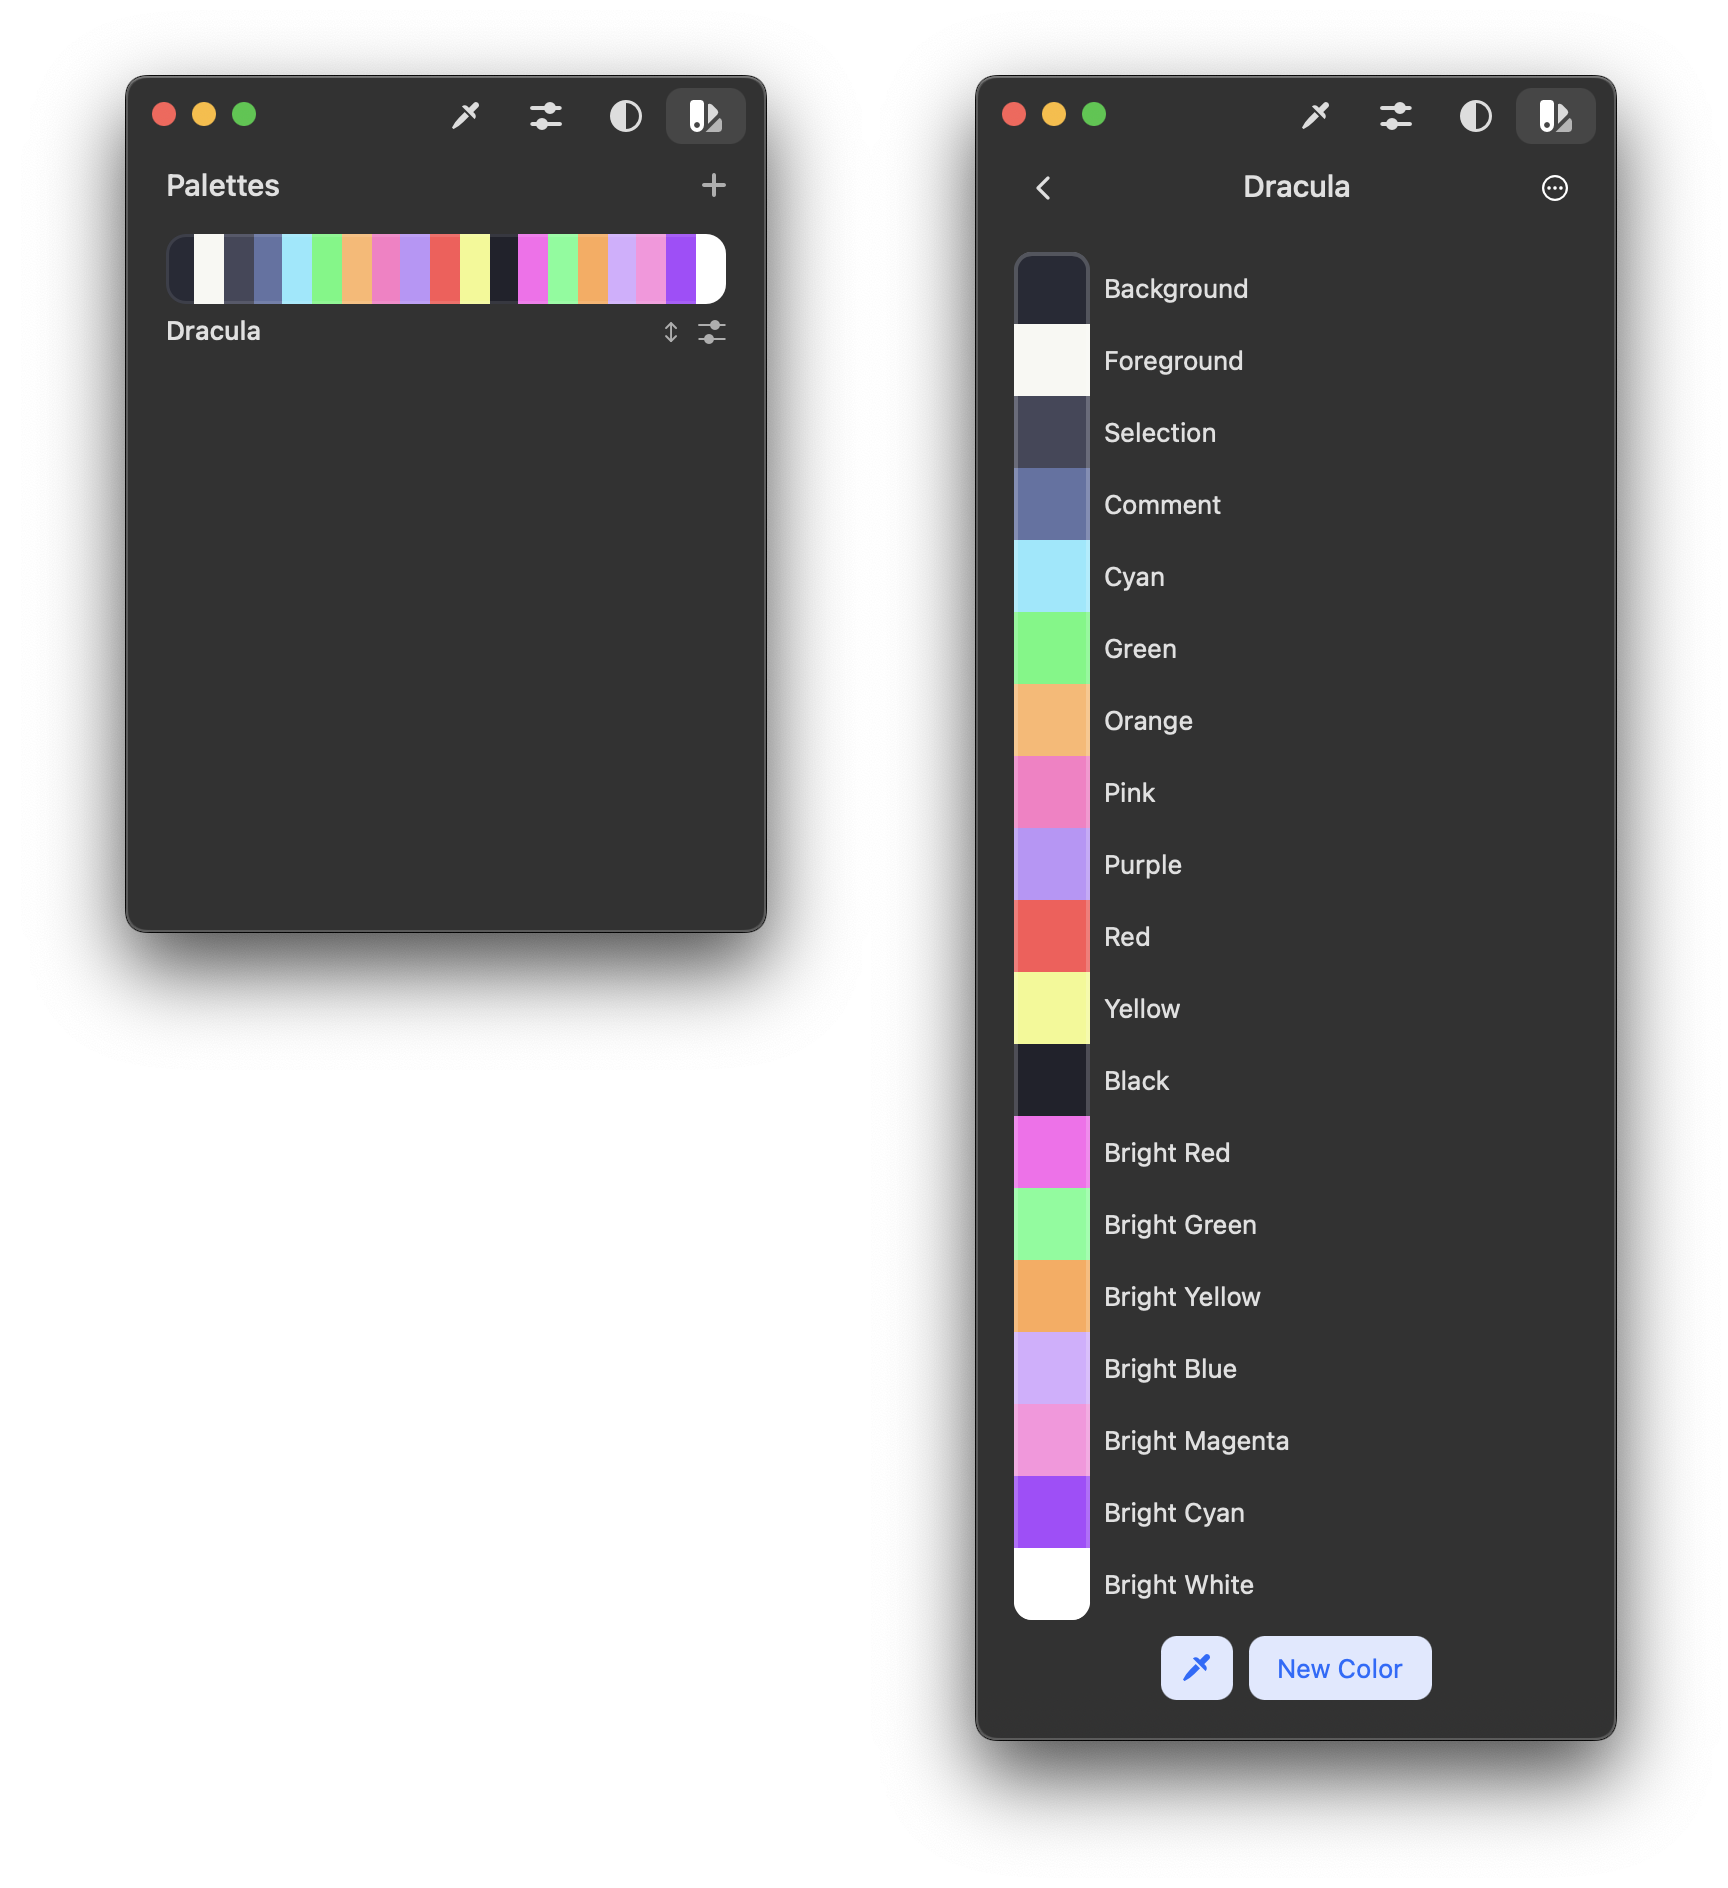 Palettes
Dracula
Dracula
Background
Foreground
Selection
Comment
Cyan
Green
Orange
Pink
Purple
Red
Yellow
Black
Bright Red
Bright Green
Bright Yellow
Bright Blue
Bright Magenta
Bright Cyan
Bright White
New Color